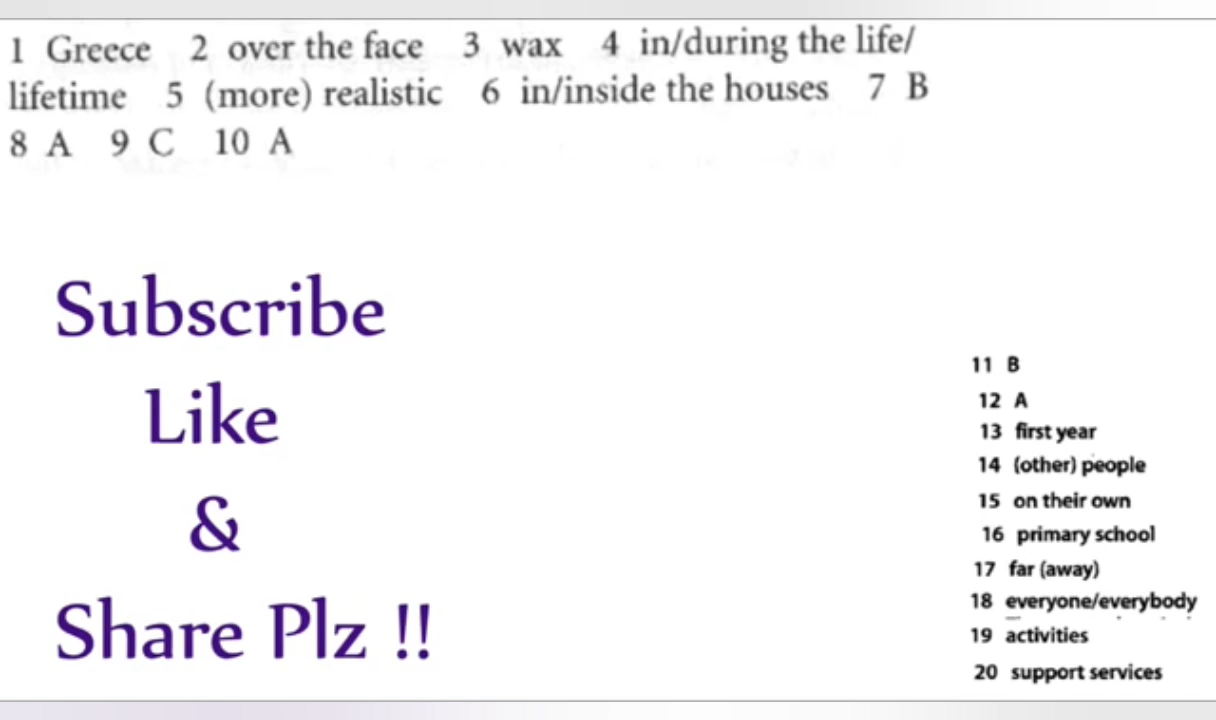 1 Greece 2 over the face 3 wax 4 in/during the life/
lifetime 5 (more) realistic 6 in/inside the houses 7 B
8 A 9 C 10 A
Subscribe
Like
&
Share Plz !!
11 B
12 A
13 first year
14 (other) people
15 on their own
16 primary school
17 far (away)
18 everyone/everybody
19 activities
20 support services